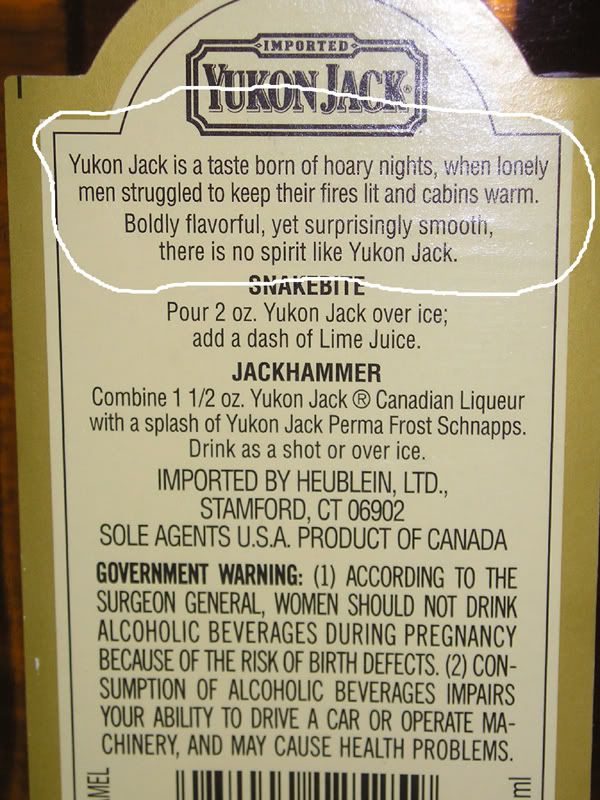 IMPORTED
YUKON JACK®
Yukon Jack is a taste born of hoary nights, when lonely
men struggled to keep their fires lit and cabins warm.
Boldly flavorful, yet surprisingly smooth,
there is no spirit like Yukon Jack.
SNAKEBITE
Pour 2 oz. Yukon Jack over ice;
add a dash of Lime Juice.
JACKHAMMER
Combine 1 1/2 oz. Yukon Jack ® Canadian Liqueur
with a splash of Yukon Jack Perma Frost Schnapps.
Drink as a shot or over ice.
IMPORTED BY HEUBLEIN, LTD.,
STAMFORD, CT 06902
SOLE AGENTS U.S.A. PRODUCT OF CANADA
GOVERNMENT WARNING: (1) ACCORDING TO THE
SURGEON GENERAL, WOMEN SHOULD NOT DRINK
ALCOHOLIC BEVERAGES DURING PREGNANCY
BECAUSE OF THE RISK OF BIRTH DEFECTS. (2) CON-
SUMPTION OF ALCOHOLIC BEVERAGES IMPAIRS
YOUR ABILITY TO DRIVE A CAR OR OPERATE MA-
CHINERY, AND MAY CAUSE HEALTH PROBLEMS.
MEL
ml